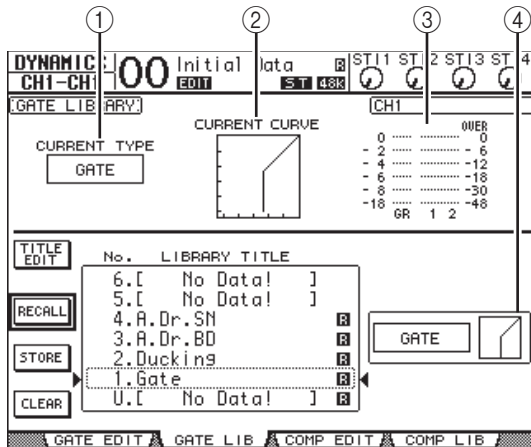 ① ② ③ ④
DYNAMICS 00 Initial Data R ST1 ST 2 ST3 ST 4
CH1-CH1 EDIT ST 48K
GATE LIBRARY CH1
CURRENT TYPE CURRENT CURVE OVER
GATE
0 0
- 2 - 6
- 4 -12
- 6 -18
- 8 -30
-18 -48
GR 1 2
TITLE EDIT
No. LIBRARY TITLE
6.[ No Data! ]
RECALL 5.[ No Data! ]
4.A.Dr.SN R
3.A.Dr.BD R
GATE
STORE 2.Ducking R
1.Gate R
CLEAR U.[ No Data! ] R
GATE EDIT GATE LIB COMP EDIT COMP LIB